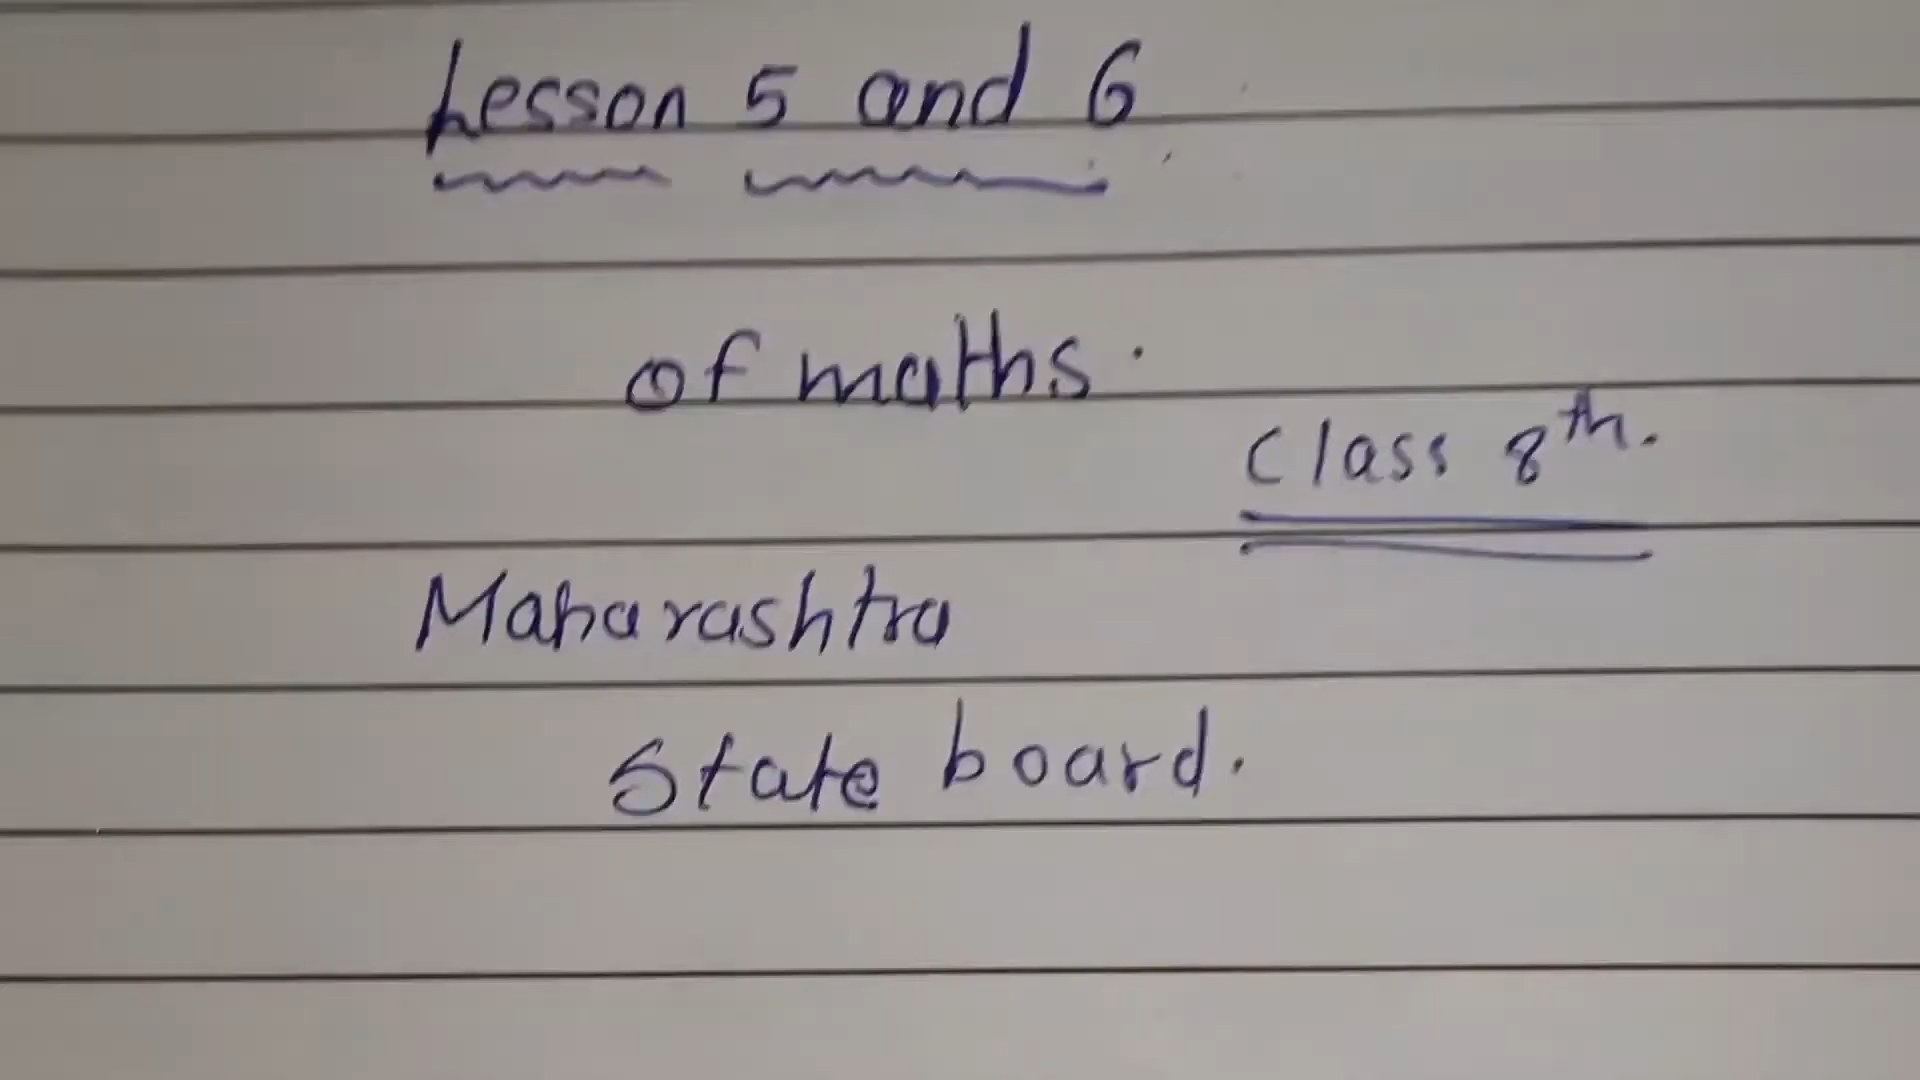 Lesson 5 and 6
of maths.
Class 8th.
Maharashtra
State board.